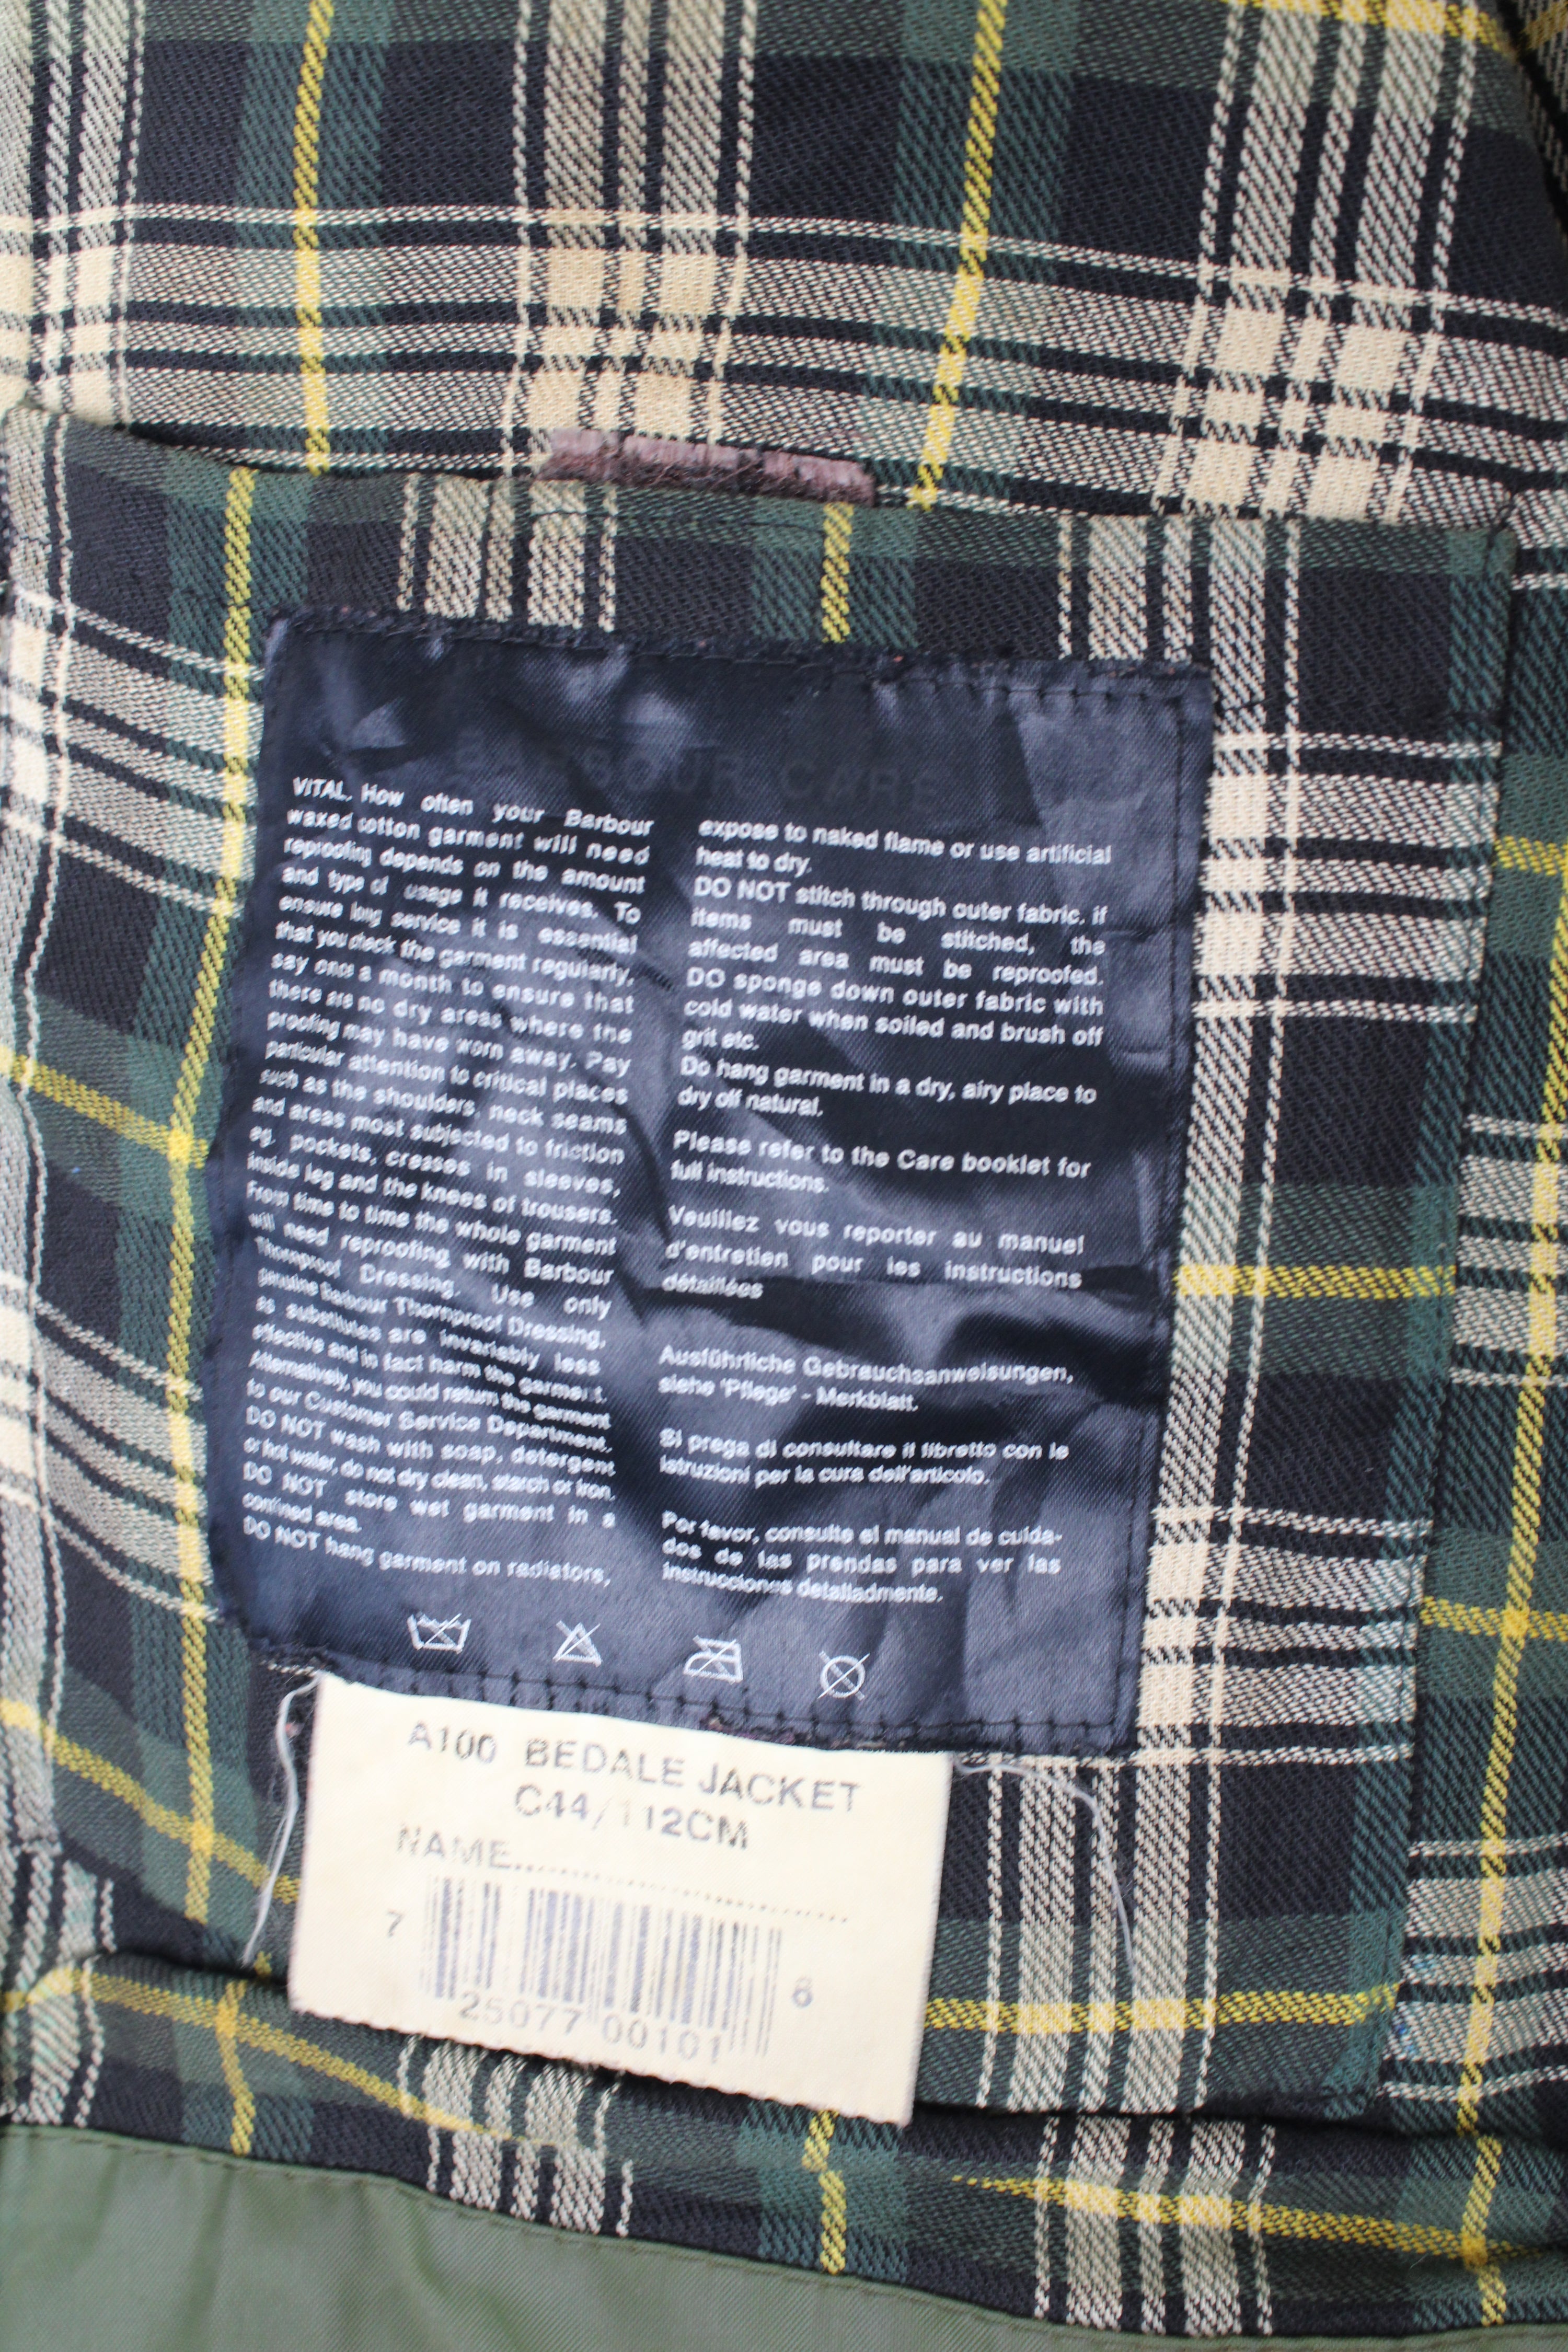 BARBOUR CARE
VITAL. How often your Barbour
waxed cotton garment will need
reproofing depends on the amount
and type of usage it receives. To
ensure long service it is essential
that you check the garment regularly,
say once a month to ensure that
there are no dry areas where the
proofing may have worn away. Pay
particular attention to critical places
such as the shoulders, neck seams
and areas most subjected to friction
eg. pockets, creases in sleeves,
inside leg and the knees of trousers.
From time to time the whole garment
will need reproofing with Barbour
Thornproof Dressing. Use only
genuine Barbour Thornproof Dressing,
as substitutes are invariably less
effective and in fact harm the garment.
Alternatively, you could return the garment
to our Customer Service Department.
DO NOT wash with soap, detergent
or hot water, do not dry clean, starch or iron.
DO NOT store wet garment in a
confined area.
DO NOT hang garment on radiators,
expose to naked flame or use artificial
heat to dry.
DO NOT stitch through outer fabric. if
items must be stitched, the
affected area must be reproofed.
DO sponge down outer fabric with
cold water when soiled and brush off
grit etc.
Do hang garment in a dry, airy place to
dry off natural.
Please refer to the Care booklet for
full instructions.
Veuillez vous reporter au manuel
d'entretien pour les instructions
détaillées
Ausführliche Gebrauchsanweisungen,
siehe 'Pflege' - Merkblatt.
Si prega di consultare il libretto con le
istruzioni per la cura dell'articolo.
Por favor, consulte el manual de cuida-
dos de las prendas para ver las
instrucciones detalladmente.
A100 BEDALE JACKET
C44/112CM
NAME..............................
7 25077 00101 6